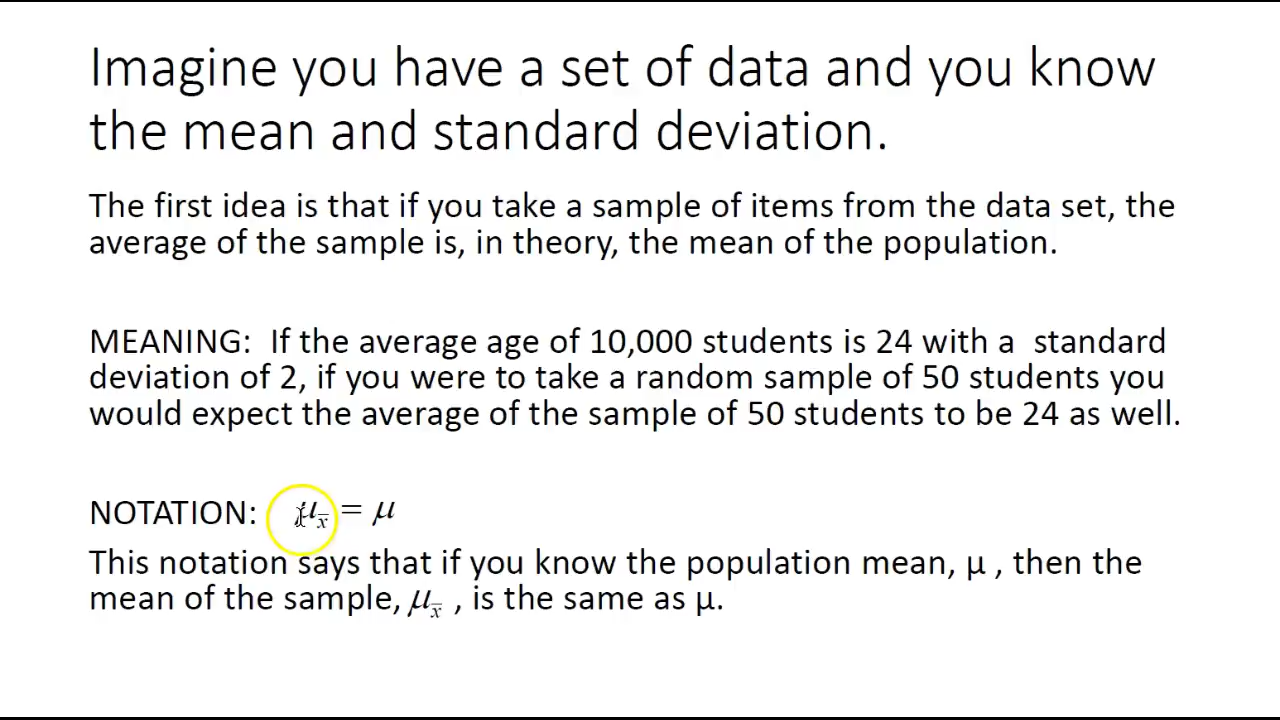 Imagine you have a set of data and you know
the mean and standard deviation.
The first idea is that if you take a sample of items from the data set, the
average of the sample is, in theory, the mean of the population.
MEANING:  If the average age of 10,000 students is 24 with a  standard
deviation of 2, if you were to take a random sample of 50 students you
would expect the average of the sample of 50 students to be 24 as well.
NOTATION: μx̅ = μ
This notation says that if you know the population mean, μ , then the
mean of the sample, μx̅ , is the same as μ.